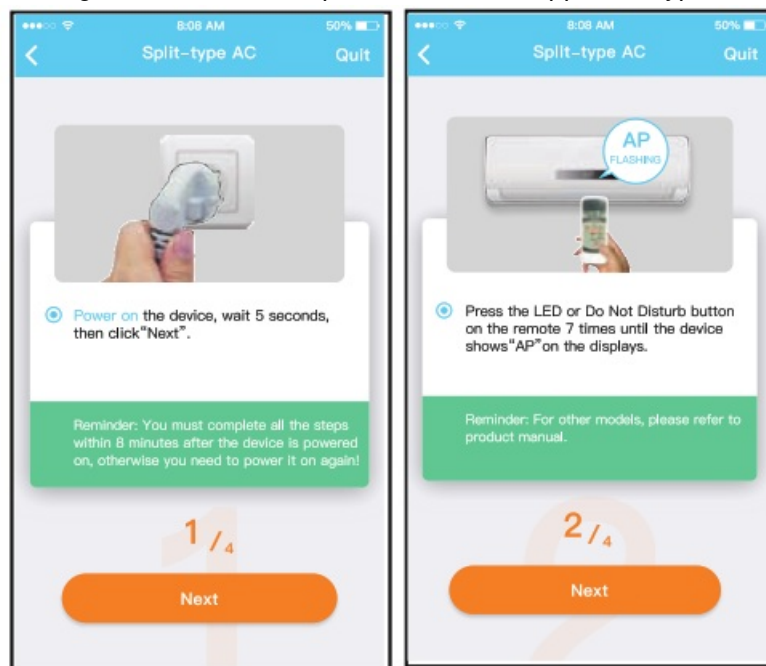 8:08 AM 50%
Split-type AC Quit
Power on the device, wait 5 seconds,
then click"Next".
Reminder: You must complete all the steps
within 8 minutes after the device is powered
on, otherwise you need to power it on again!
1/4
Next
8:08 AM 50%
Split-type AC Quit
AP
FLASHING
Press the LED or Do Not Disturb button
on the remote 7 times until the device
shows"AP"on the displays.
Reminder: For other models, please refer to
product manual.
2/4
Next